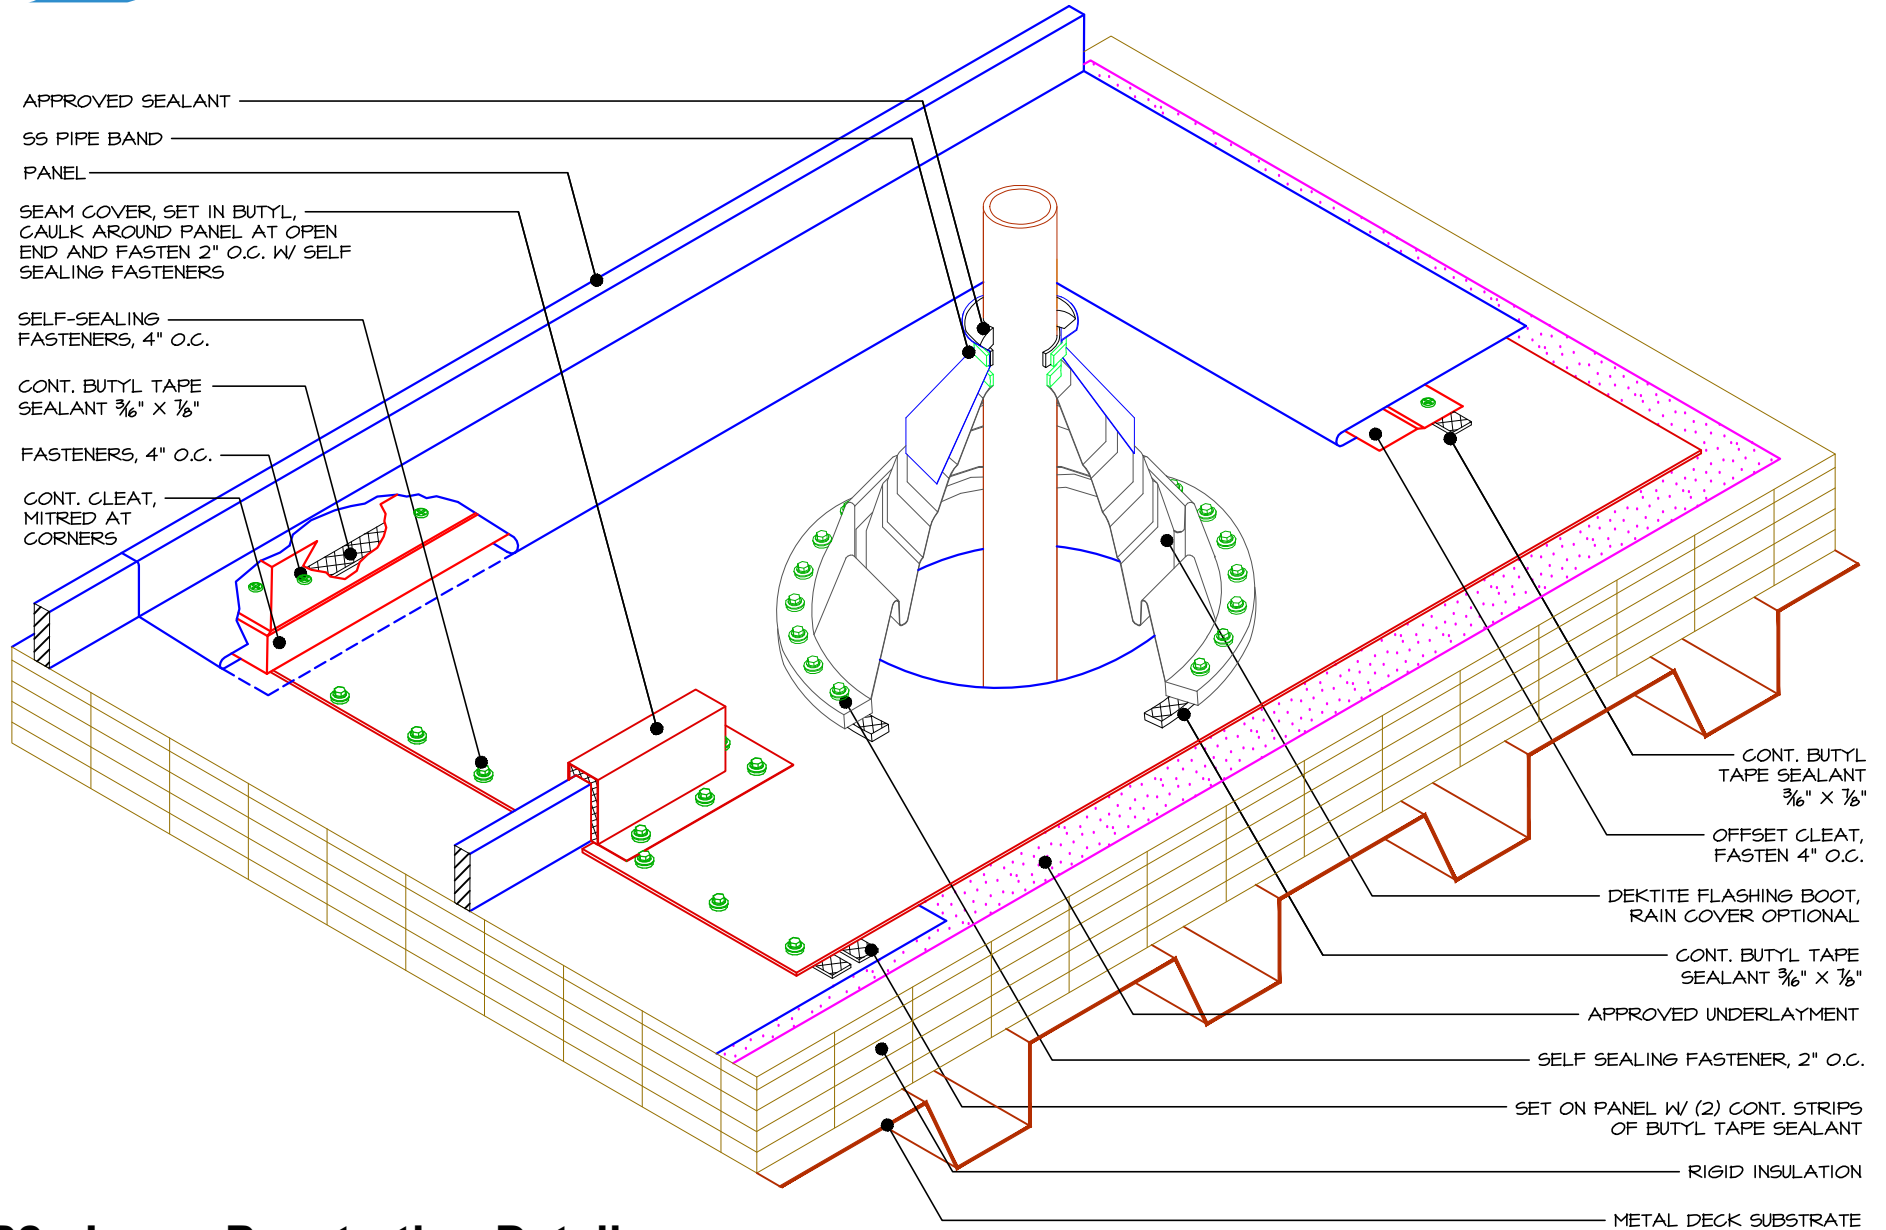 APPROVED SEALANT
SS PIPE BAND
PANEL
SEAM COVER, SET IN BUTYL,
CAULK AROUND PANEL AT OPEN
END AND FASTEN 2" O.C. W/ SELF
SEALING FASTENERS
SELF-SEALING
FASTENERS, 4" O.C.
CONT. BUTYL TAPE
SEALANT 3/16" X 7/8"
FASTENERS, 4" O.C.
CONT. CLEAT,
MITRED AT
CORNERS
CONT. BUTYL
TAPE SEALANT
3/16" X 7/8"
OFFSET CLEAT,
FASTEN 4" O.C.
DEKTITE FLASHING BOOT,
RAIN COVER OPTIONAL
CONT. BUTYL TAPE
SEALANT 3/16" X 7/8"
APPROVED UNDERLAYMENT
SELF SEALING FASTENER, 2" O.C.
SET ON PANEL W/ (2) CONT. STRIPS
OF BUTYL TAPE SEALANT
RIGID INSULATION
METAL DECK SUBSTRATE